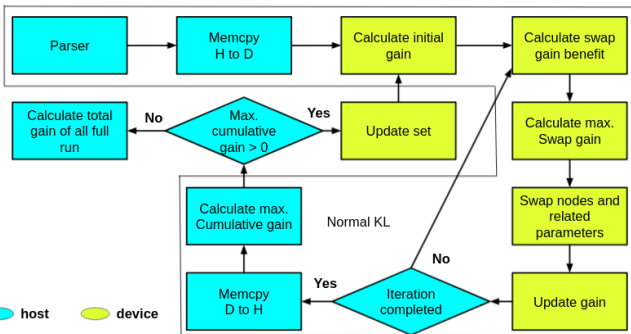 Parser
Memcpy
H to D
Calculate initial
gain
Calculate swap
gain benefit
Calculate total
gain of all full
run
No
Max.
cumulative
gain > 0
Yes
Update set
Calculate max.
Swap gain
Calculate max.
Cumulative gain
Normal KL
Swap nodes and
related
parameters
No
host
device
Memcpy
D to H
Yes
Iteration
completed
Update gain